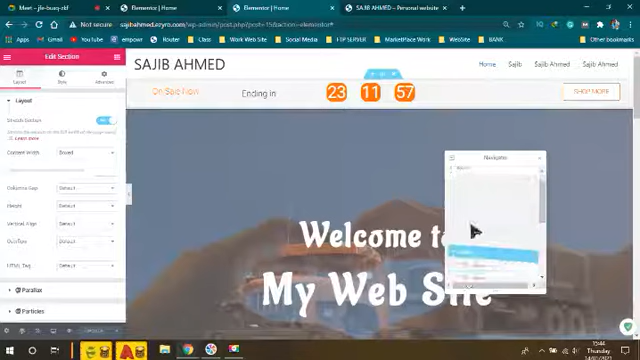 Meet - jfe-buxq-zkf
Elementor | Home
Elementor | Home
SAJIB AHMED – Personal website
Not secure
sajibahmed.ezyro.com/wp-admin/post.php?post=15&action=elementor#
Apps
empowr
Router
Class
Work Web Site
Social Media
FTP SERVER
MarketPlace Work
WebSite
BANK
Other bookmarks
Edit Section
SAJIB AHMED
Home
Sajib
Sajib Ahmed
Sajib Ahmed
Layout
Style
Advanced
On Sale Now
Ending in
23 11 57
SHOP MORE
Layout
Stretch Section
Content Width
Boxed
Columns Gap
Default
Height
Default
Vertical Align
Default
Overflow
Default
HTML Tag
Default
Parallax
Particles
Navigator
Welcome to
My Web Site
15:44
Thursday